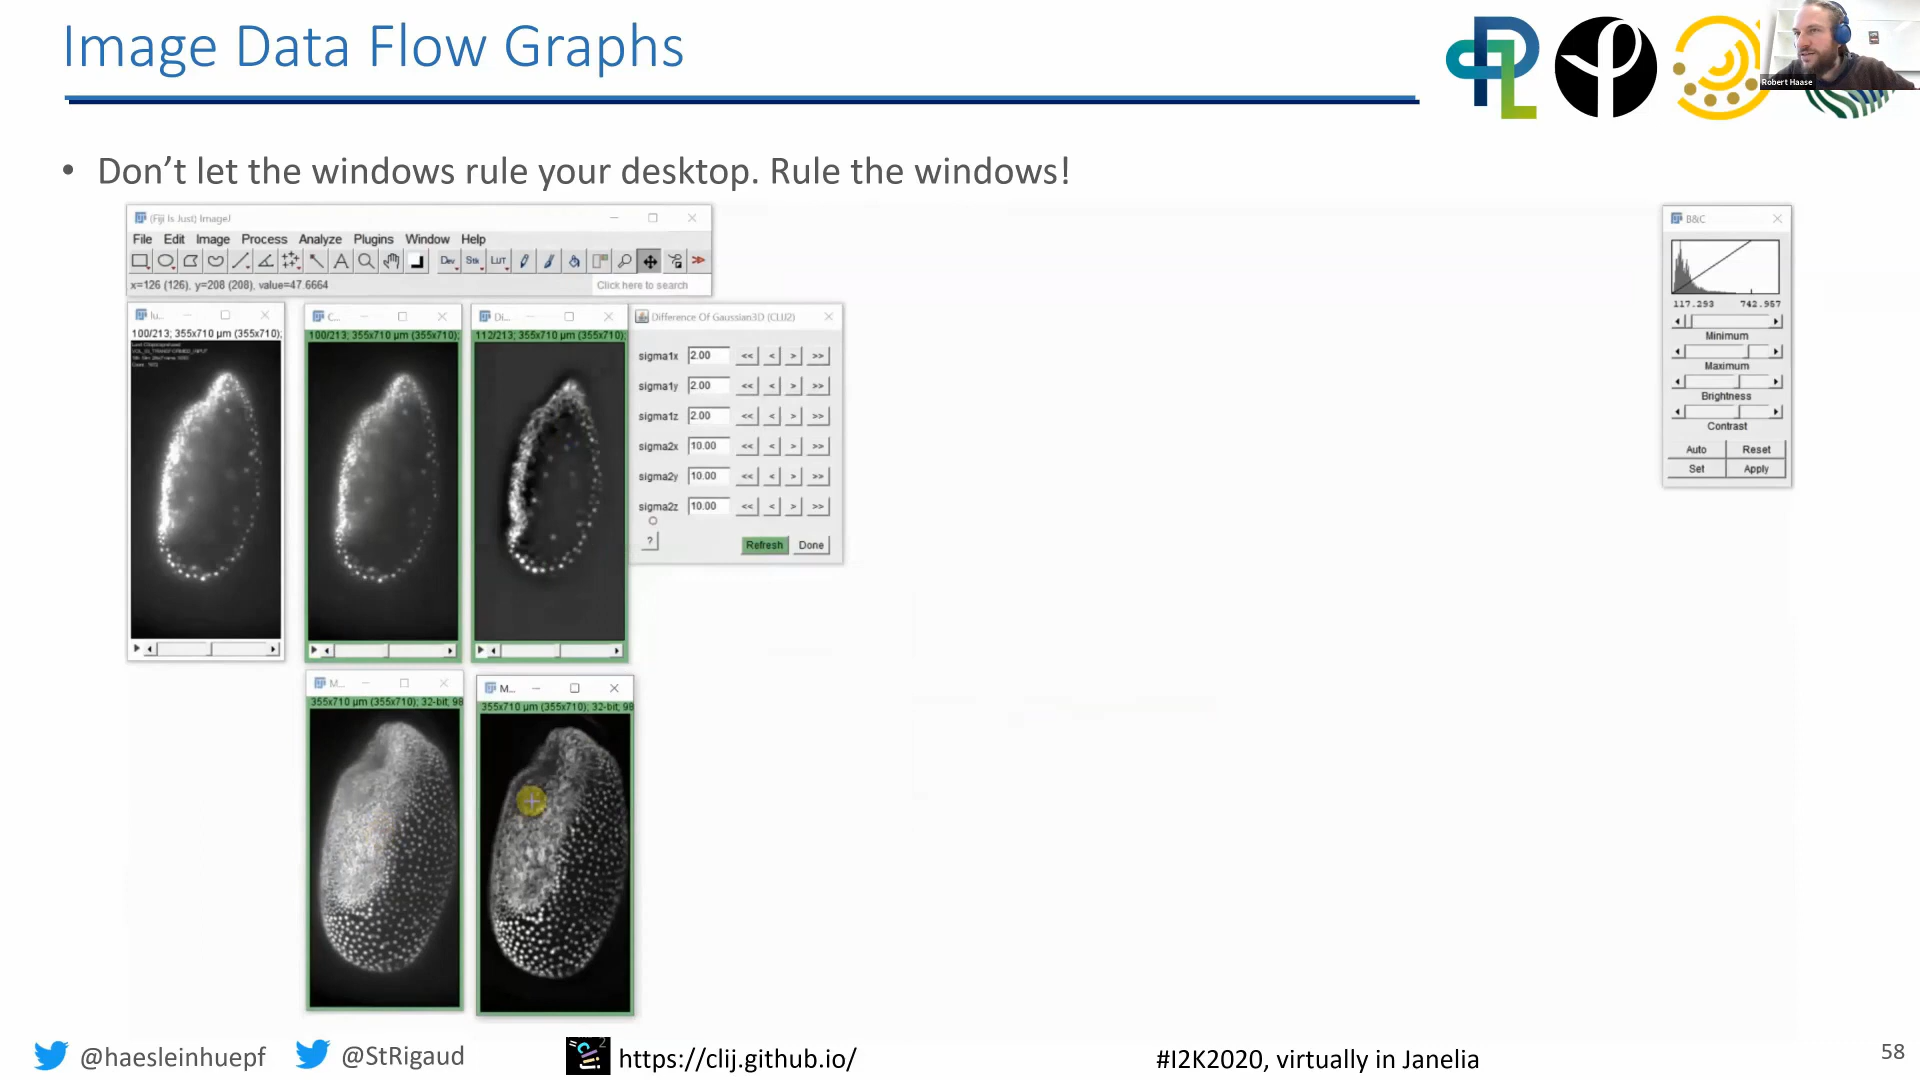 Image Data Flow Graphs
Robert Haase
• Don’t let the windows rule your desktop. Rule the windows!
(Fiji Is Just) ImageJ
File Edit Image Process Analyze Plugins Window Help
Dev Stk LUT
x=126 (126), y=208 (208), value=47.6664
Click here to search
100/213; 355x710 µm (355x710);
C...
100/213; 355x710 µm (355x710);
Di...
112/213; 355x710 µm (355x710);
Difference Of Gaussian3D (CLIJ2)
sigma1x 2.00 << < > >>
sigma1y 2.00 << < > >>
sigma1z 2.00 << < > >>
sigma2x 10.00 << < > >>
sigma2y 10.00 << < > >>
sigma2z 10.00 << < > >>
? Refresh Done
B&C
117.293 742.957
Minimum
Maximum
Brightness
Contrast
Auto Reset
Set Apply
M...
355x710 µm (355x710); 32-bit; 98
M...
355x710 µm (355x710); 32-bit; 98
@haesleinhuepf @StRigaud https://clij.github.io/ #I2K2020, virtually in Janelia 58